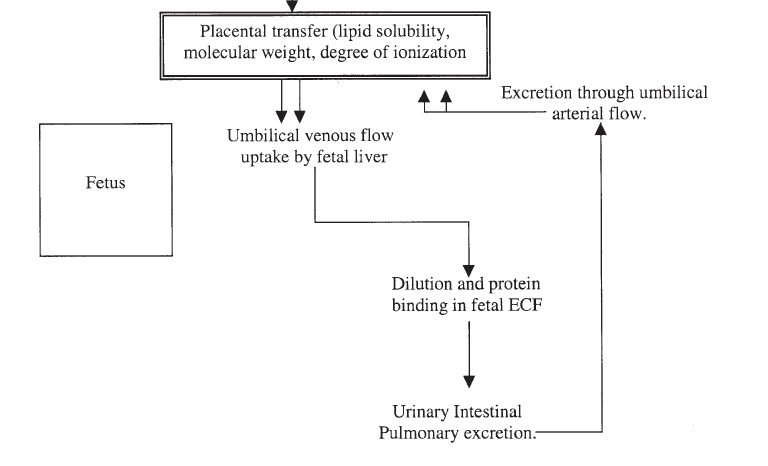 Placental transfer (lipid solubility,
molecular weight, degree of ionization
Excretion through umbilical
arterial flow.
Umbilical venous flow
uptake by fetal liver
Fetus
Dilution and protein
binding in fetal ECF
Urinary Intestinal
Pulmonary excretion.